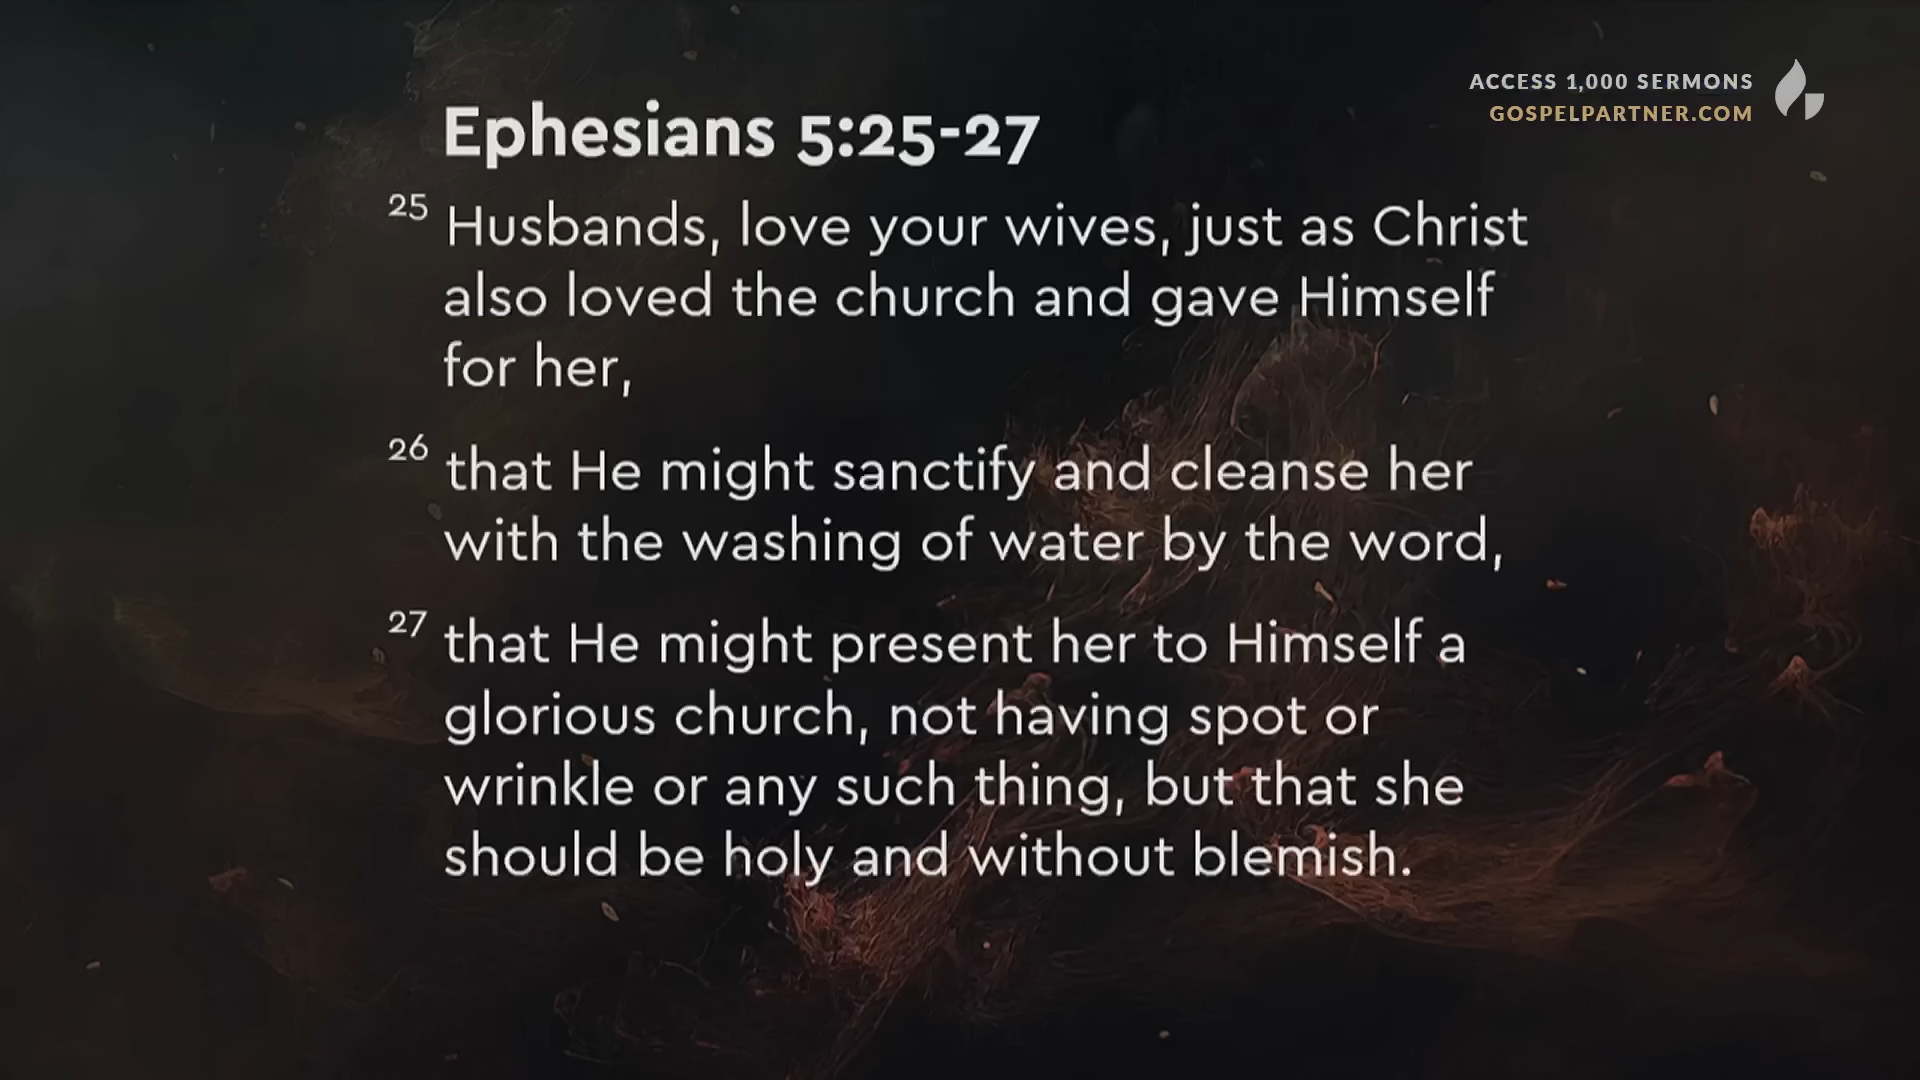 ACCESS 1,000 SERMONS
GOSPELPARTNER.COM
Ephesians 5:25-27
25 Husbands, love your wives, just as Christ
also loved the church and gave Himself
for her,
26 that He might sanctify and cleanse her
with the washing of water by the word,
27 that He might present her to Himself a
glorious church, not having spot or
wrinkle or any such thing, but that she
should be holy and without blemish.